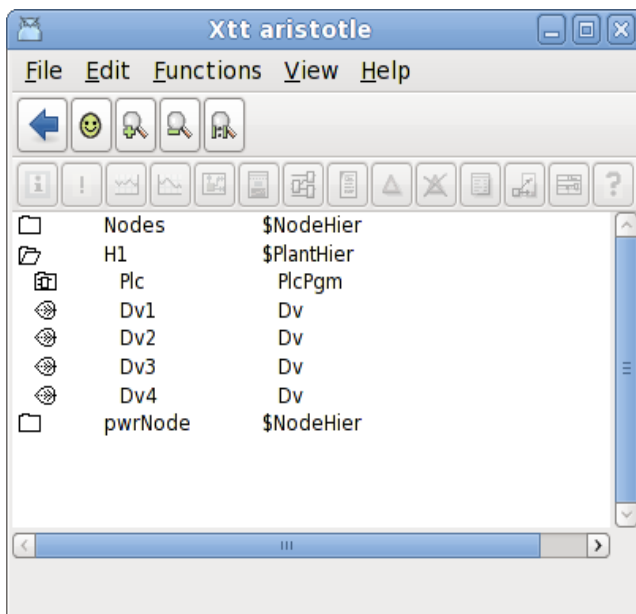 Xtt aristotle
File Edit Functions View Help
Nodes $NodeHier
H1 $PlantHier
Plc PlcPgm
Dv1 Dv
Dv2 Dv
Dv3 Dv
Dv4 Dv
pwrNode $NodeHier